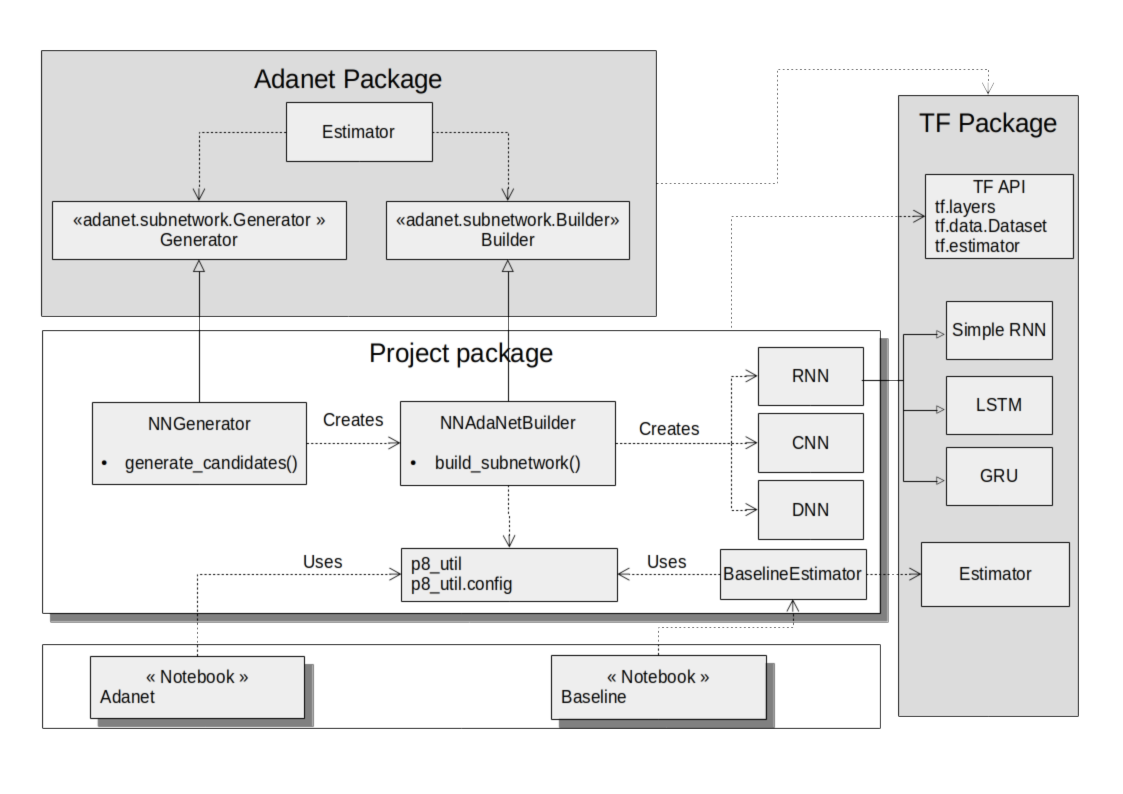 Adanet Package
Estimator
«adanet.subnetwork.Generator »
Generator
«adanet.subnetwork.Builder»
Builder
TF Package
TF API
tf.layers
tf.data.Dataset
tf.estimator
Simple RNN
LSTM
GRU
Estimator
Project package
NNGenerator
• generate_candidates()
Creates
NNAdaNetBuilder
• build_subnetwork()
Creates
RNN
CNN
DNN
Uses
p8_util
p8_util.config
Uses
BaselineEstimator
« Notebook »
Adanet
« Notebook »
Baseline